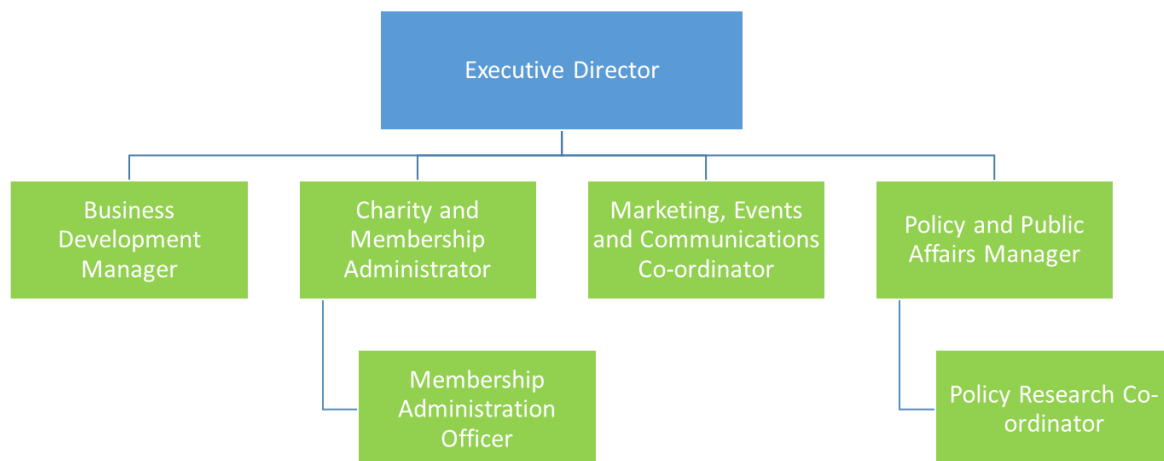 Executive Director
Business
Development
Manager
Charity and
Membership
Administrator
Marketing, Events
and Communications
Co-ordinator
Policy and Public
Affairs Manager
Membership
Administration
Officer
Policy Research Co-
ordinator